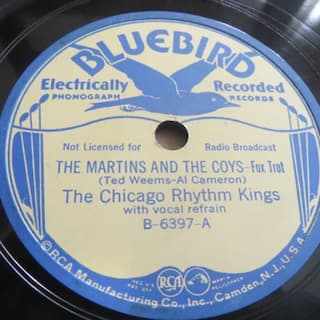 BLUEBIRD
Electrically Recorded
PHONOGRAPH RECORDS
Not Licensed for Radio Broadcast
THE MARTINS AND THE COYS-Fox Trot
(Ted Weems-Al Cameron)
The Chicago Rhythm Kings
with vocal refrain
B-6397-A
RCA
©RCA Manufacturing Co., Inc., Camden, N.J., U.S.A.